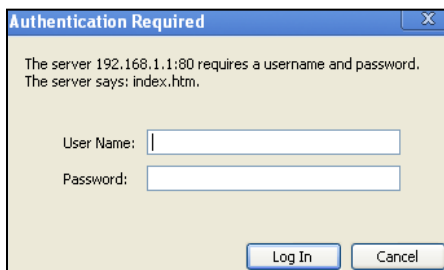 Authentication Required
X
The server 192.168.1.1:80 requires a username and password.
The server says: index.htm.
User Name:
Password:
Log In
Cancel